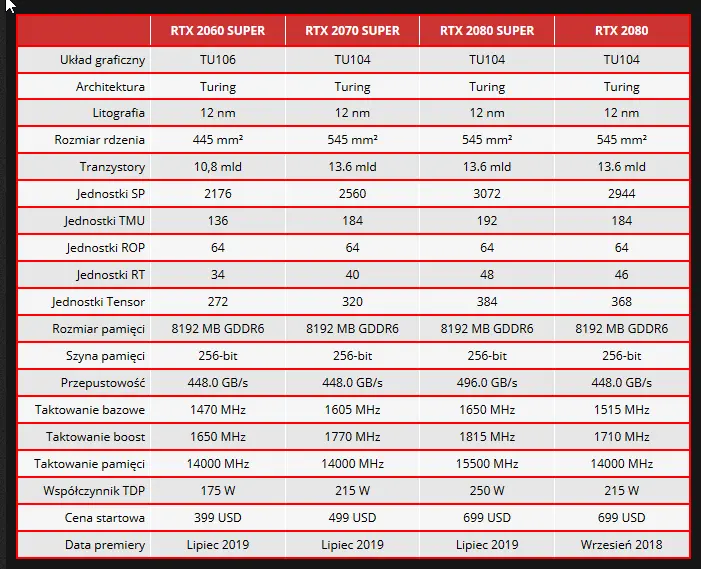 RTX 2060 SUPER RTX 2070 SUPER RTX 2080 SUPER RTX 2080
Układ graficzny TU106 TU104 TU104 TU104
Architektura Turing Turing Turing Turing
Litografia 12 nm 12 nm 12 nm 12 nm
Rozmiar rdzenia 445 mm² 545 mm² 545 mm² 545 mm²
Tranzystory 10,8 mld 13.6 mld 13.6 mld 13.6 mld
Jednostki SP 2176 2560 3072 2944
Jednostki TMU 136 184 192 184
Jednostki ROP 64 64 64 64
Jednostki RT 34 40 48 46
Jednostki Tensor 272 320 384 368
Rozmiar pamięci 8192 MB GDDR6 8192 MB GDDR6 8192 MB GDDR6 8192 MB GDDR6
Szyna pamięci 256-bit 256-bit 256-bit 256-bit
Przepustowość 448.0 GB/s 448.0 GB/s 496.0 GB/s 448.0 GB/s
Taktowanie bazowe 1470 MHz 1605 MHz 1650 MHz 1515 MHz
Taktowanie boost 1650 MHz 1770 MHz 1815 MHz 1710 MHz
Taktowanie pamięci 14000 MHz 14000 MHz 15500 MHz 14000 MHz
Współczynnik TDP 175 W 215 W 250 W 215 W
Cena startowa 399 USD 499 USD 699 USD 699 USD
Data premiery Lipiec 2019 Lipiec 2019 Lipiec 2019 Wrzesień 2018